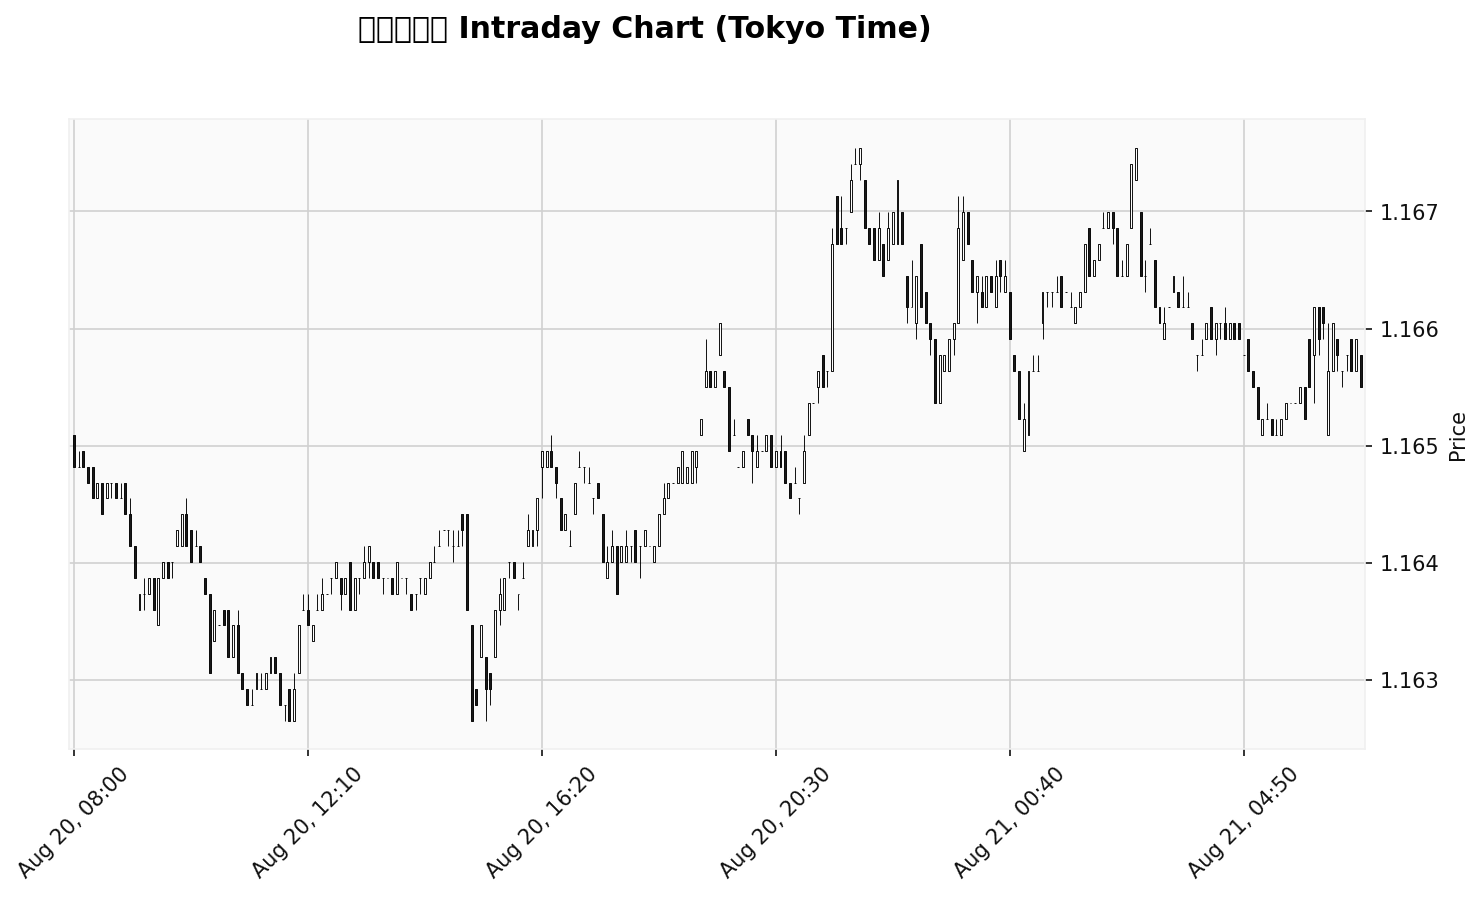 Intraday Chart (Tokyo Time)
1.167
1.166
1.165
1.164
1.163
Price
Aug 20, 08:00
Aug 20, 12:10
Aug 20, 16:20
Aug 20, 20:30
Aug 21, 00:40
Aug 21, 04:50